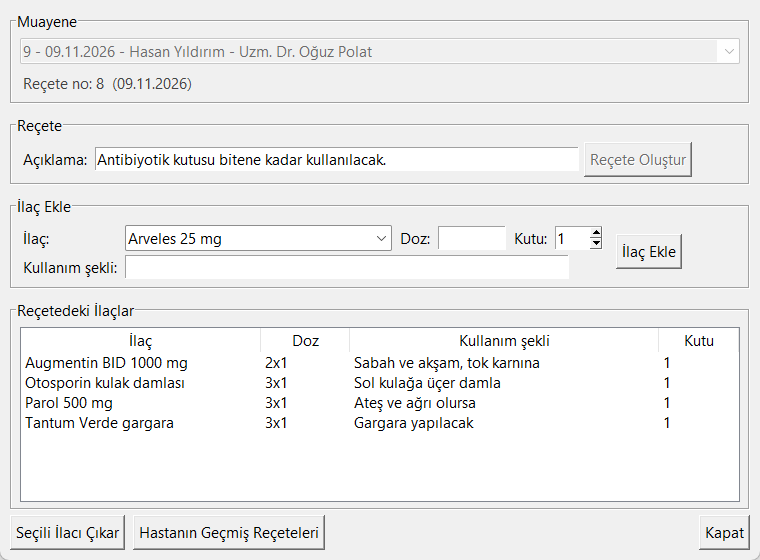 Muayene
9 - 09.11.2026 - Hasan Yıldırım - Uzm. Dr. Oğuz Polat
Reçete no: 8 (09.11.2026)
Reçete
Açıklama: Antibiyotik kutusu bitene kadar kullanılacak. Reçete Oluştur
İlaç Ekle
İlaç: Arveles 25 mg Doz: Kutu: 1
İlaç Ekle
Kullanım şekli:
Reçetedeki İlaçlar
İlaç Doz Kullanım şekli Kutu
Augmentin BID 1000 mg 2x1 Sabah ve akşam, tok karnına 1
Otosporin kulak damlası 3x1 Sol kulağa üçer damla 1
Parol 500 mg 3x1 Ateş ve ağrı olursa 1
Tantum Verde gargara 3x1 Gargara yapılacak 1
Seçili İlacı Çıkar Hastanın Geçmiş Reçeteleri Kapat